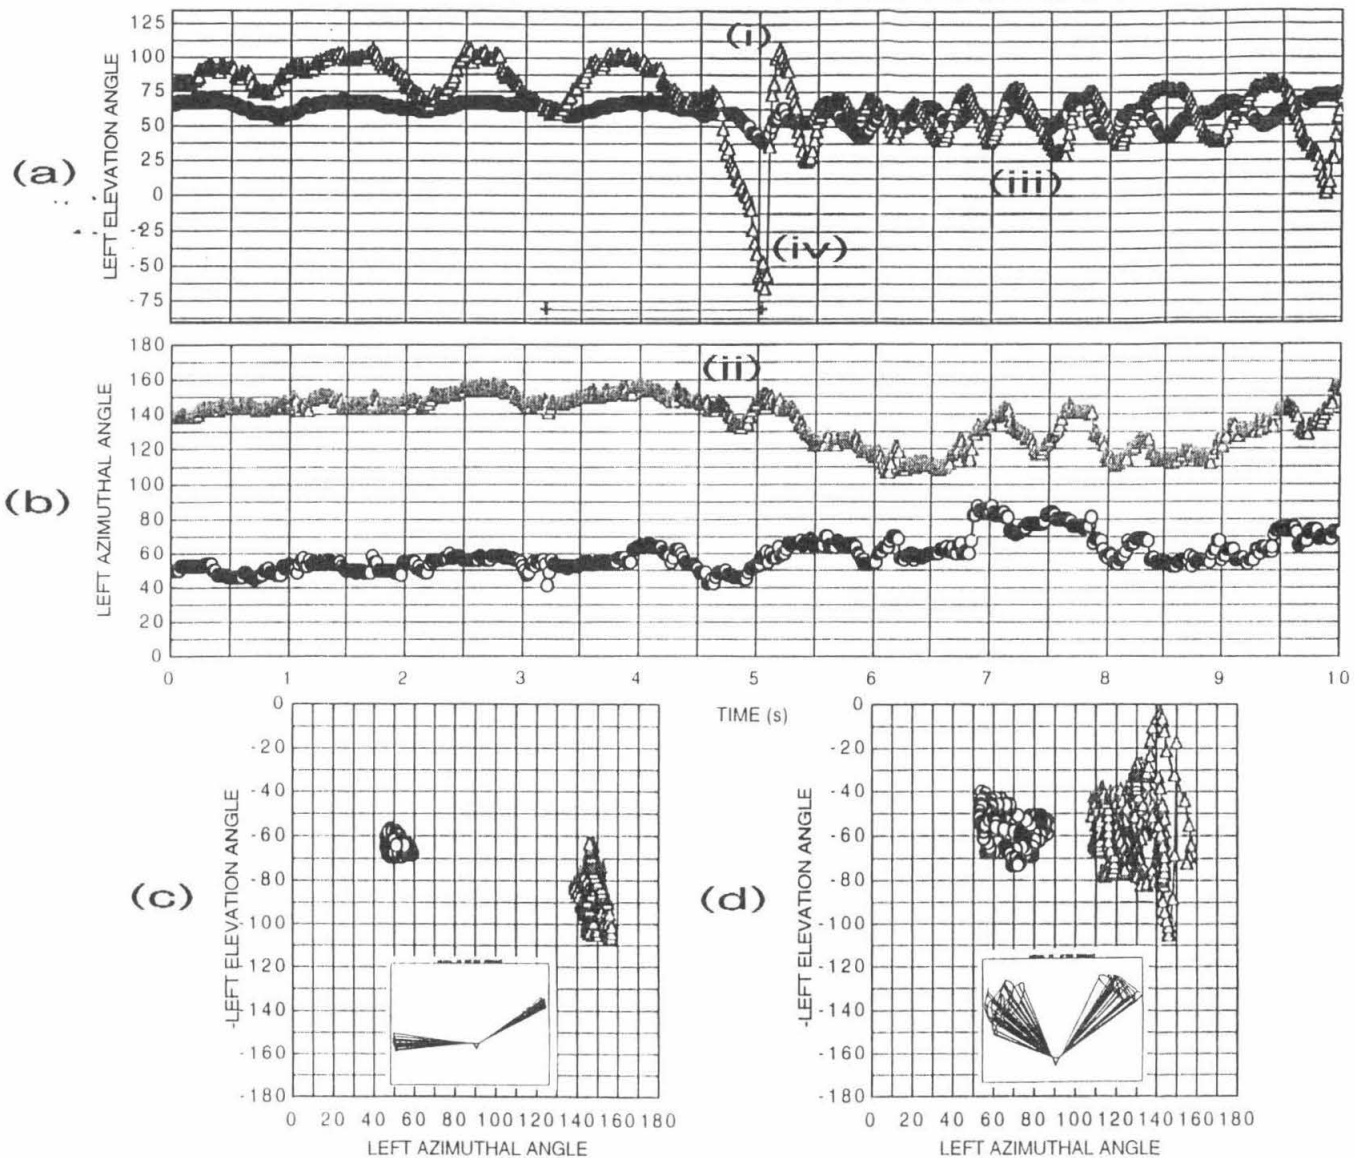 (a)
LEFT ELEVATION ANGLE
125
100
75
50
25
0
-25
-50
-75
(i)
(iii)
(iv)
(b)
LEFT AZIMUTHAL ANGLE
180
160
140
120
100
80
60
40
20
0
(ii)
0 1 2 3 4 5 6 7 8 9 10
TIME (s)
(c)
-LEFT ELEVATION ANGLE
0
-20
-40
-60
-80
-100
-120
-140
-160
-180
0 20 40 60 80 100 120 140 160 180
LEFT AZIMUTHAL ANGLE
(d)
-LEFT ELEVATION ANGLE
0
-20
-40
-60
-80
-100
-120
-140
-160
-180
0 20 40 60 80 100 120 140 160 180
LEFT AZIMUTHAL ANGLE